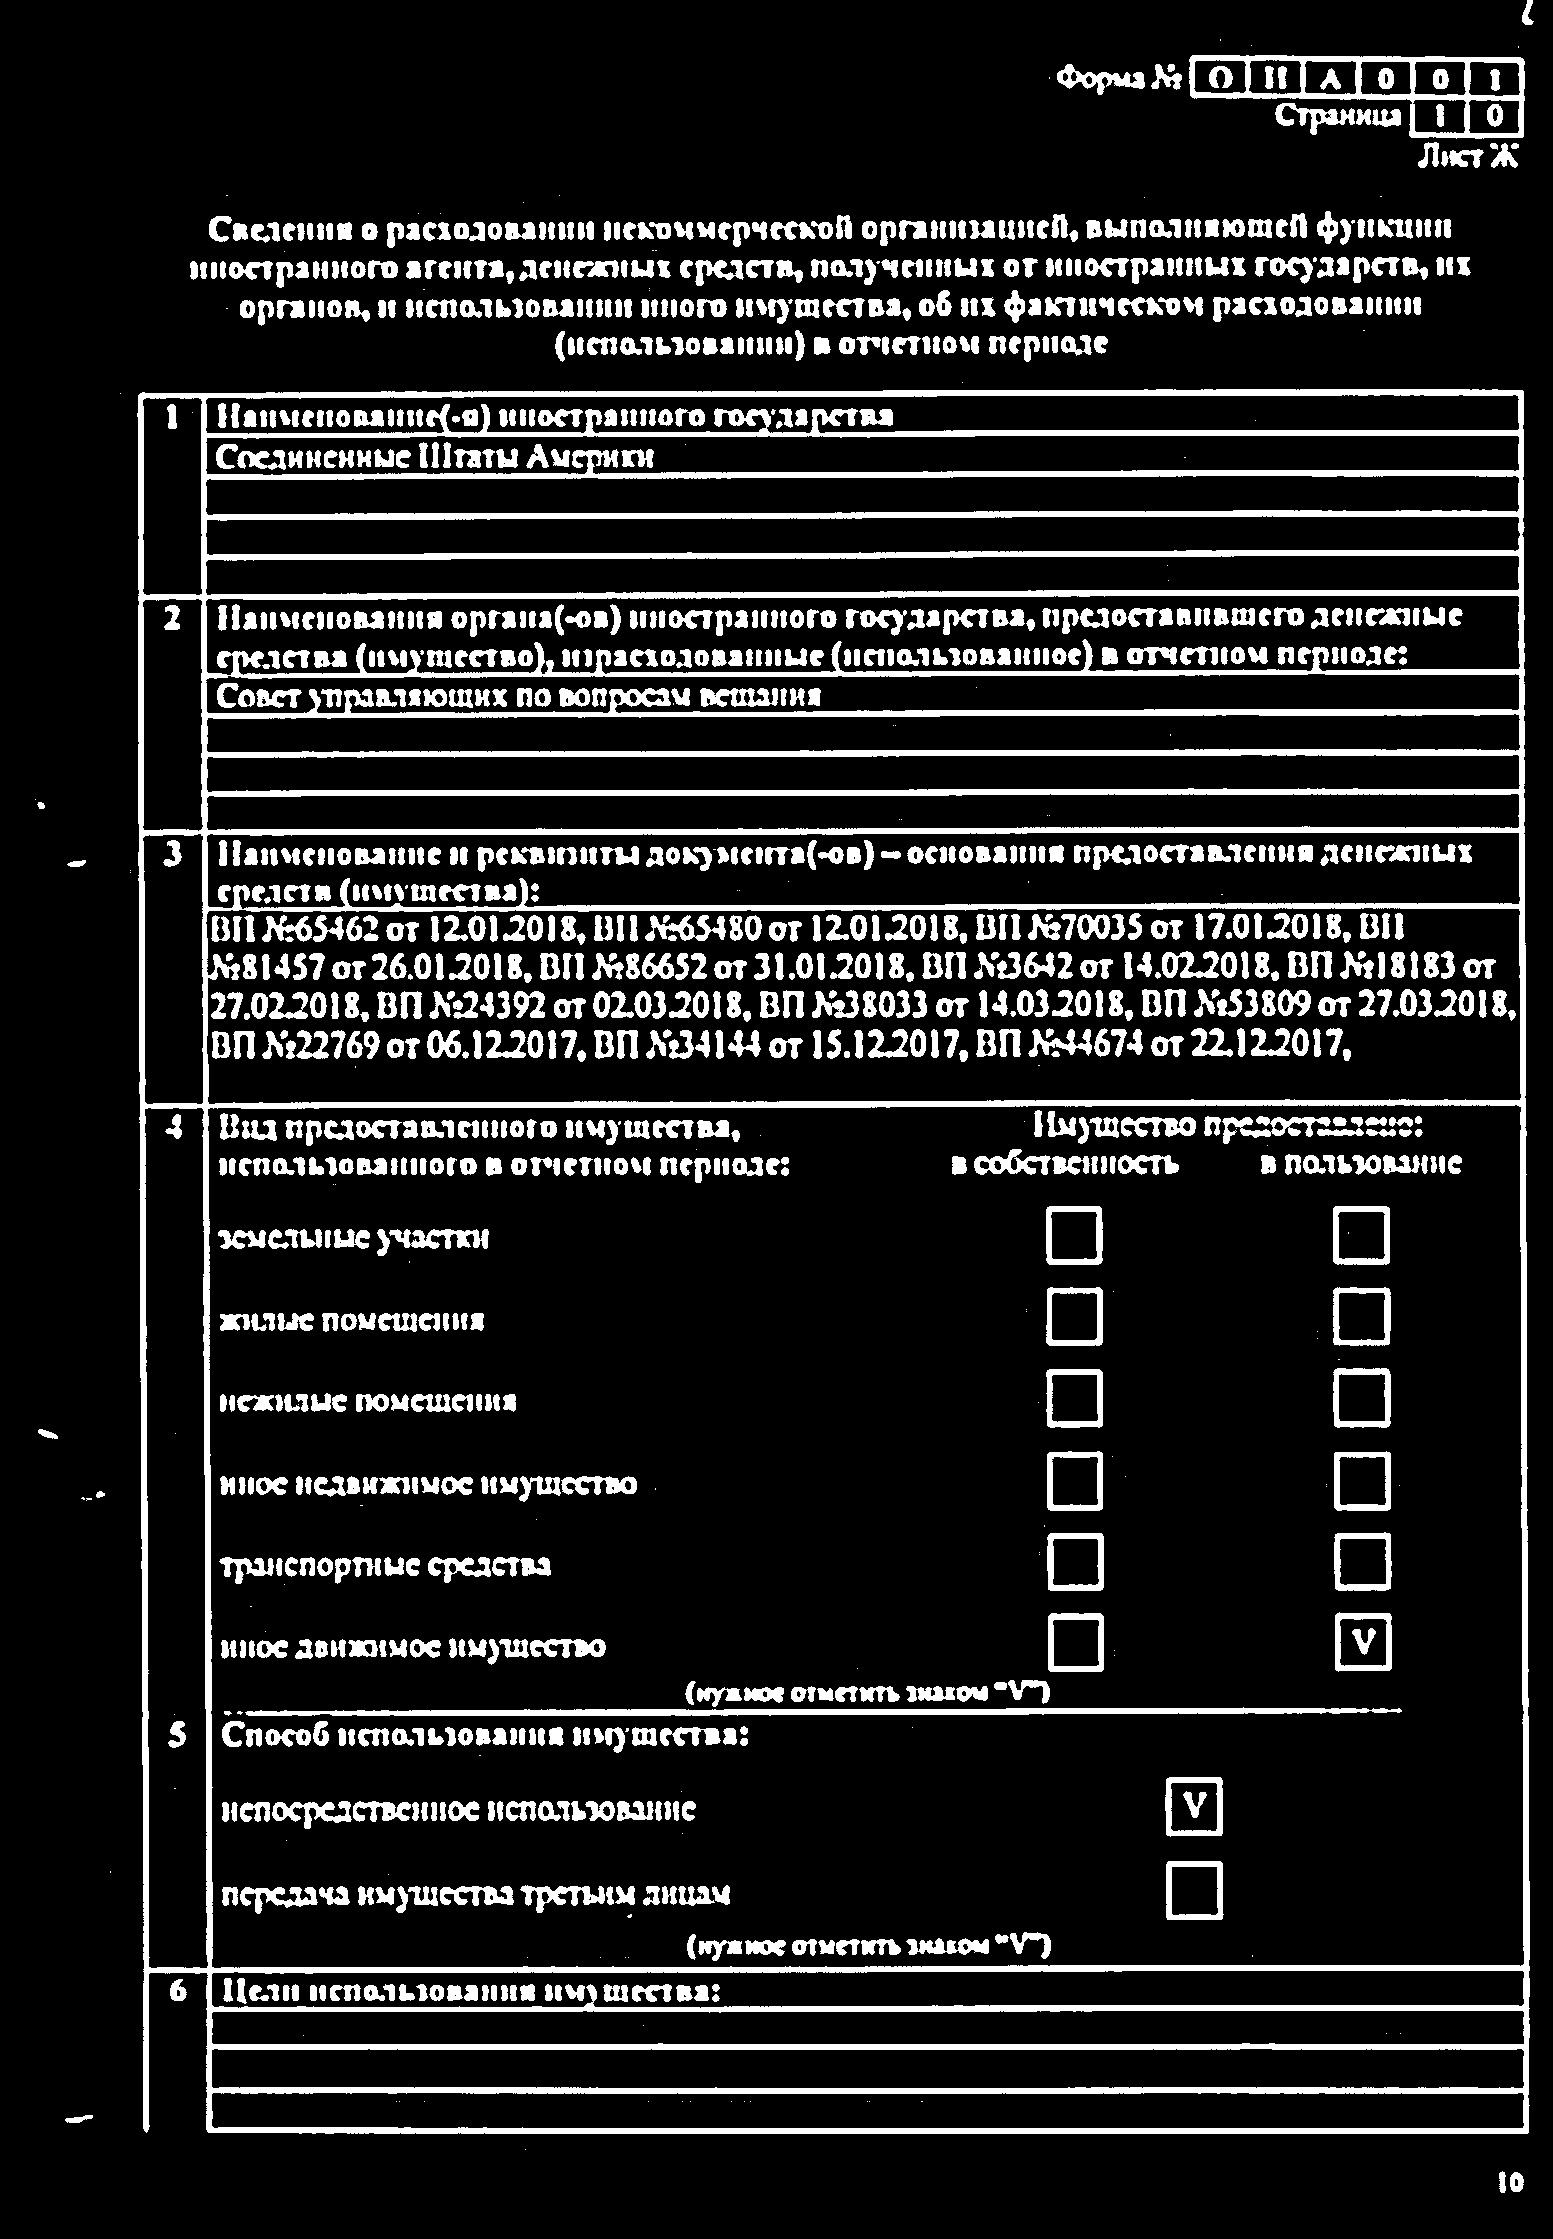 Форма № О Н А 0 0 1
Страница 1 0
Лист Ж
Сведения о расходовании некоммерческой организацией, выполняющей функции
иностранного агента, денежных средств, полученных от иностранных государств, их
органов, и использовании иного имущества, об их фактическом расходовании
(использовании) в отчетном периоде
1 Наименование(-я) иностранного государства
Соединенные Штаты Америки
2 Наименования органа(-ов) иностранного государства, предоставившего денежные
средства (имущество), израсходованные (использованное) в отчетном периоде:
Совет управляющих по вопросам вещания
3 Наименование и реквизиты документа(-ов) – основания предоставления денежных
средств (имущества):
ВП №65462 от 12.01.2018, ВП №65480 от 12.01.2018, ВП №70035 от 17.01.2018, ВП
№81457 от 26.01.2018, ВП №86652 от 31.01.2018, ВП №3642 от 14.02.2018, ВП №18183 от
27.02.2018, ВП №24392 от 02.03.2018, ВП №38033 от 14.03.2018, ВП №53809 от 27.03.2018,
ВП №22769 от 06.12.2017, ВП №34144 от 15.12.2017, ВП №44674 от 22.12.2017,
4 Вид предоставленного имущества, Имущество предоставлено:
использованного в отчетном периоде: в собственность в пользование
земельные участки
жилые помещения
нежилые помещения
иное недвижимое имущество
транспортные средства
иное движимое имущество V
(нужное отметить знаком "V")
5 Способ использования имущества:
непосредственное использование V
передача имущества третьим лицам
(нужное отметить знаком "V")
6 Цели использования имущества:
10